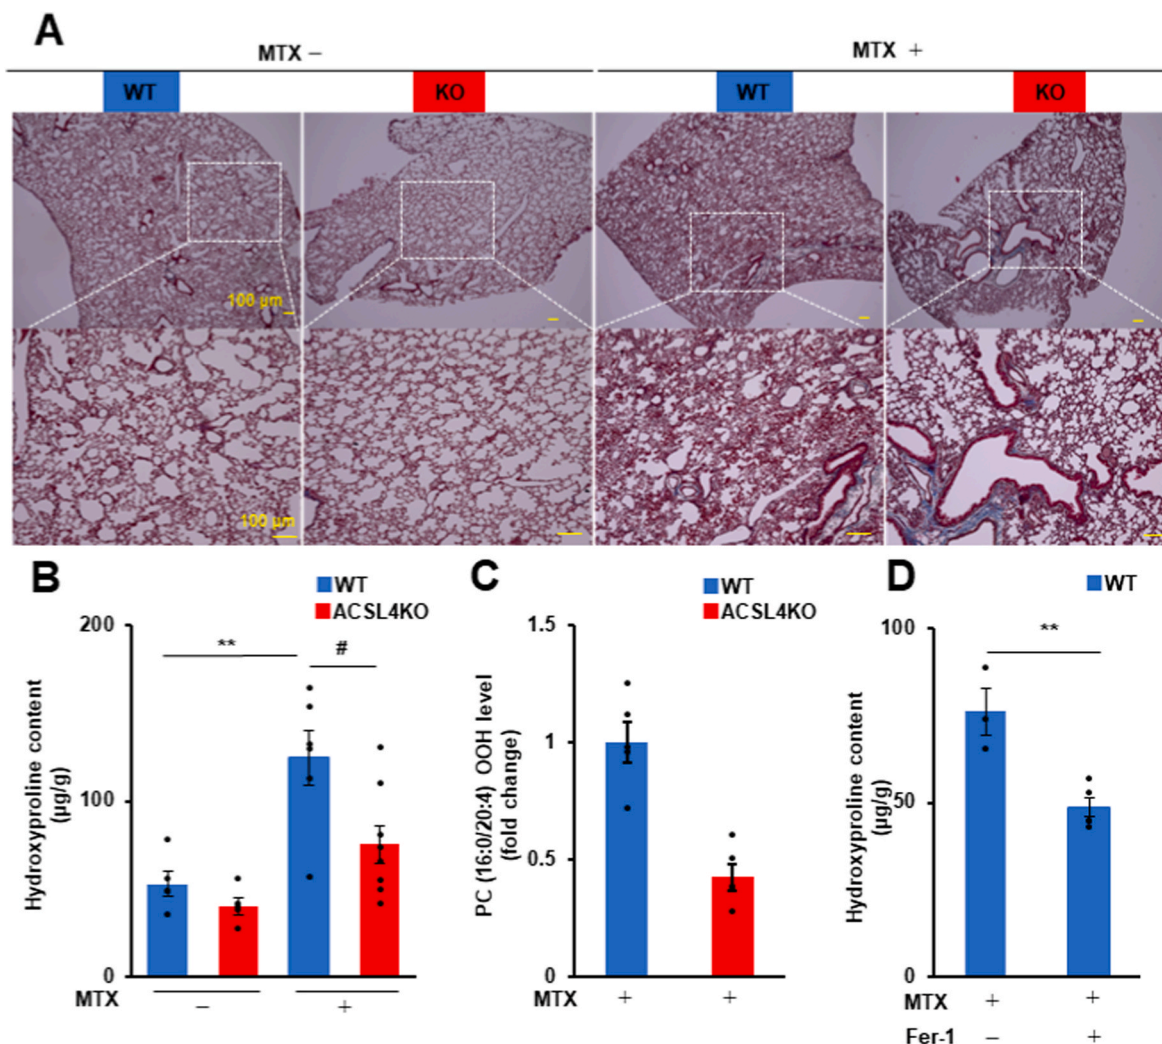 A
MTX – MTX +
WT KO WT KO
100 µm
100 µm
B
WT
ACSL4KO
200
100
0
Hydroxyproline content
(µg/g)
** #
MTX – +
C
WT
ACSL4KO
1.5
1
0.5
0
PC (16:0/20:4) OOH level
(fold change)
MTX + +
D
WT
100
50
0
Hydroxyproline content
(µg/g)
**
MTX + +
Fer-1 – +